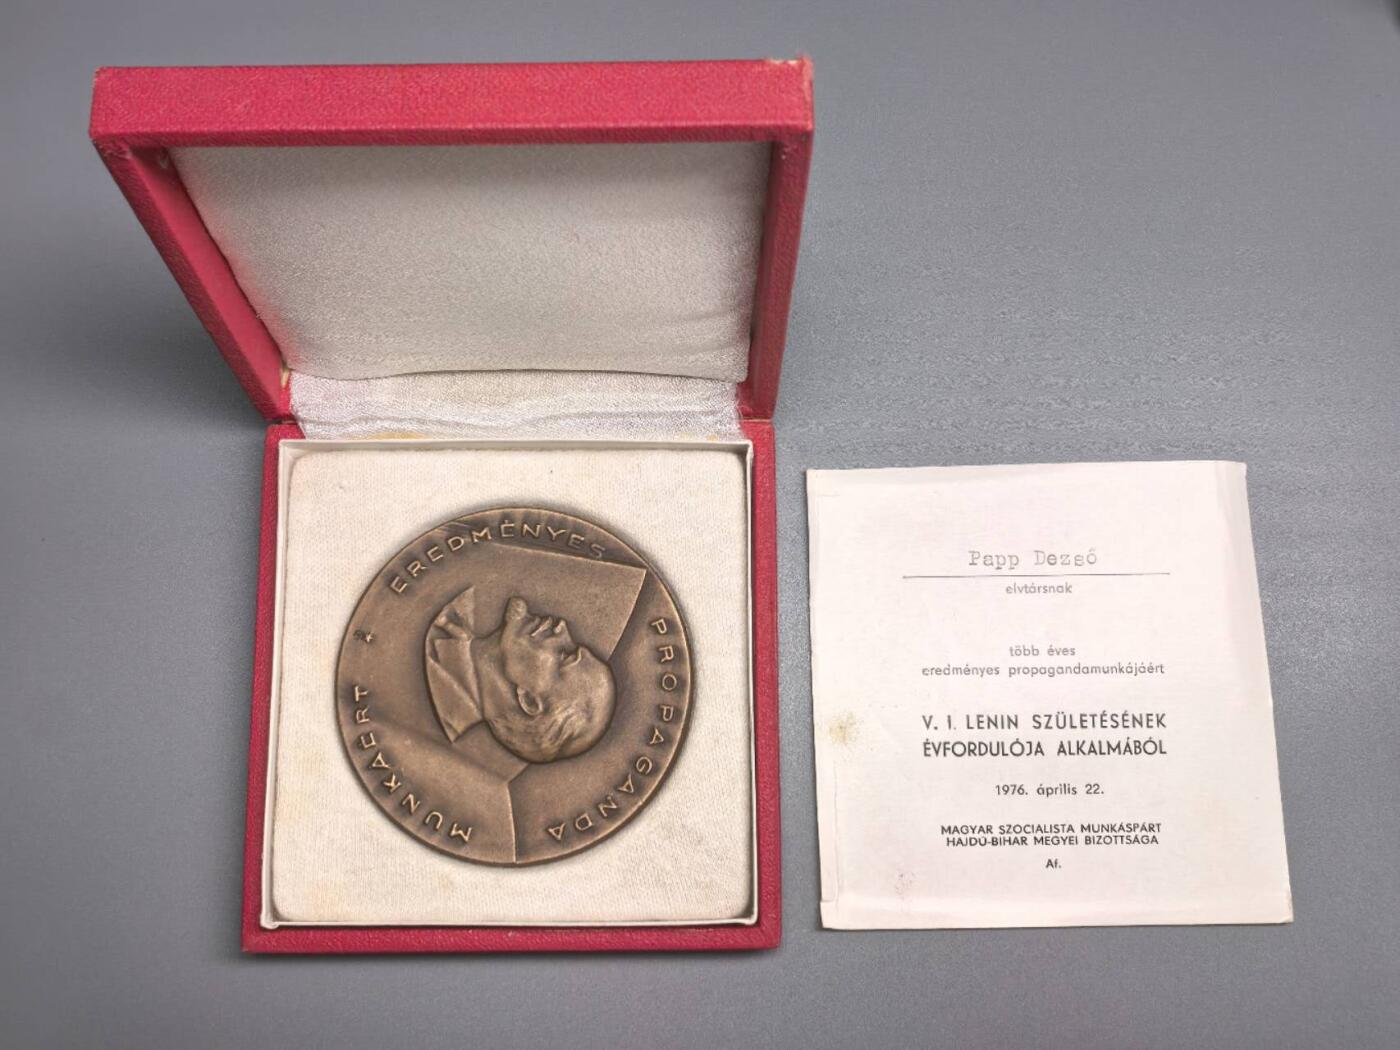 EREDMÉNYES PROPAGANDA MUNKÁÉRT
Papp Dezső
elvtársnak
több éves
eredményes propagandamunkájáért
V. I. LENIN SZÜLETÉSÉNEK
ÉVFORDULÓJA ALKALMÁBÓL
1976. április 22.
MAGYAR SZOCIALISTA MUNKÁSPÁRT
HAJDÚ-BIHAR MEGYEI BIZOTTSÁGA
Af.